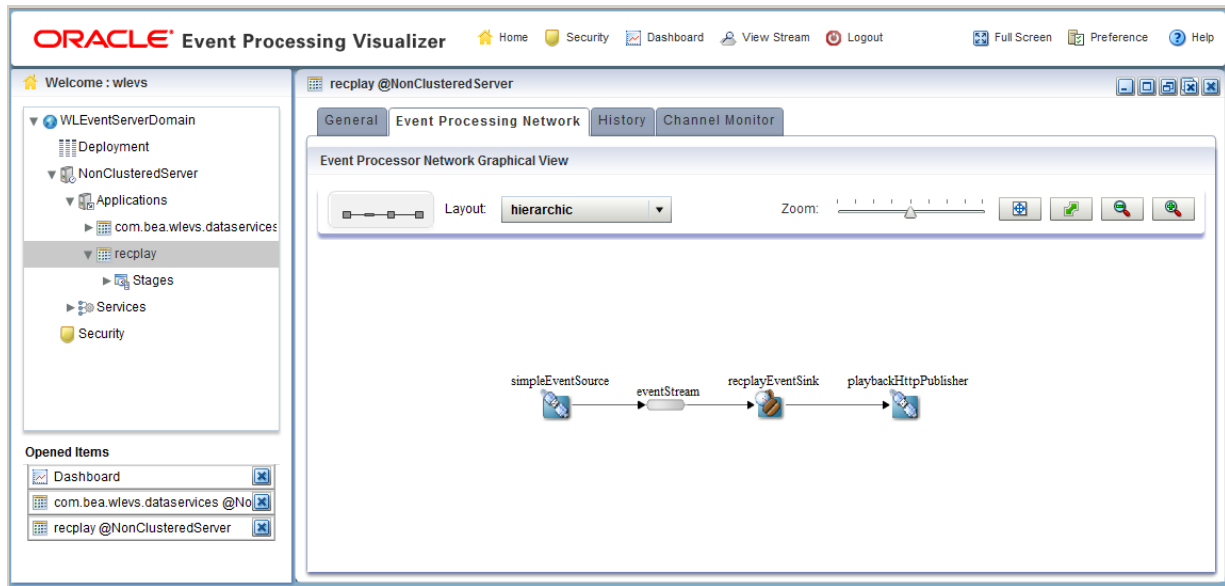 ORACLE Event Processing Visualizer Home Security Dashboard View Stream Logout Full Screen Preference Help
Welcome : wlevs
WLEventServerDomain
Deployment
NonClusteredServer
Applications
com.bea.wlevs.dataservices
recplay
Stages
Services
Security
Opened Items
Dashboard
com.bea.wlevs.dataservices @No
recplay @NonClusteredServer
recplay @NonClusteredServer
General Event Processing Network History Channel Monitor
Event Processor Network Graphical View
Layout: hierarchic Zoom:
simpleEventSource eventStream recplayEventSink playbackHttpPublisher